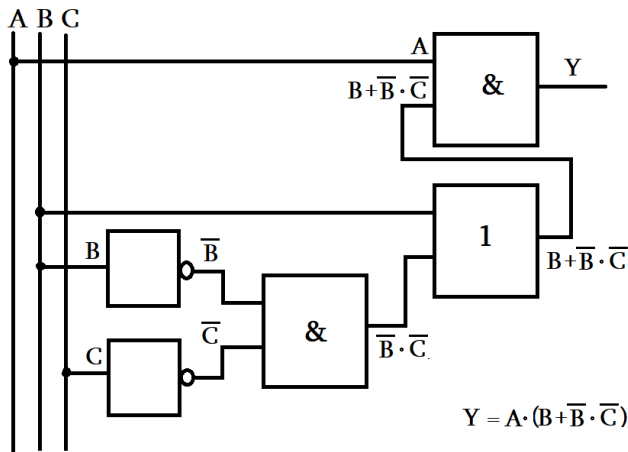 A B C
A
Y
B+B̅·C̅
&
1
B
B̅
B+B̅·C̅
C̅
&
C
B̅·C̅.
Y = A·(B+B̅·C̅)